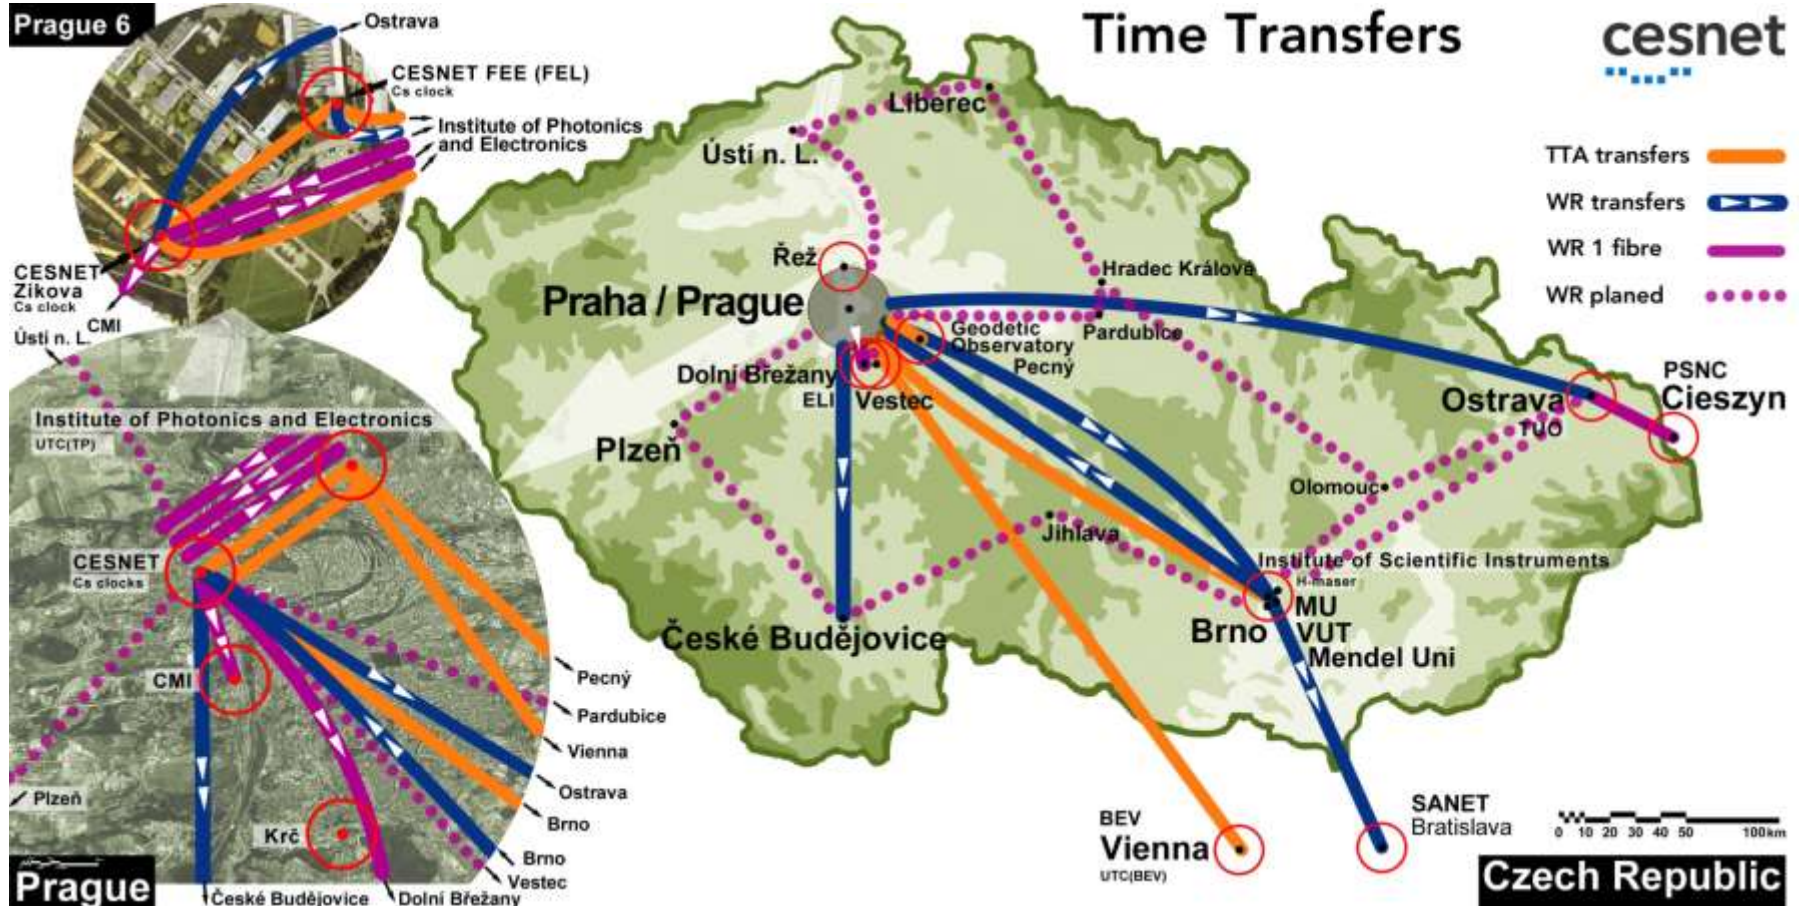 Prague 6
Ostrava
CESNET FEE (FEL)
Cs clock
Institute of Photonics
and Electronics
CESNET
Zikova
Cs clock
CMI
Ústí n. L.
Institute of Photonics and Electronics
UTC(TP)
CESNET
Cs clocks
CMI
Krč
Plzeň
Prague
Pecný
Pardubice
Vienna
Ostrava
Brno
Brno
Vestec
České Budějovice
Dolní Břežany
Time Transfers
cesnet
TTA transfers
WR transfers
WR 1 fibre
WR planed
Liberec
Ústí n. L.
Řež
Praha / Prague
Hradec Králové
Pardubice
Geodetic
Observatory
Pecný
Dolní Břežany
ELI
Vestec
Plzeň
PSNC
Cieszyn
Ostrava
TUO
Olomouc
Jihlava
Institute of Scientific Instruments
H-maser
Brno
MU
VUT
Mendel Uni
České Budějovice
BEV
Vienna
UTC(BEV)
SANET
Bratislava
0 10 20 30 40 50 100km
Czech Republic